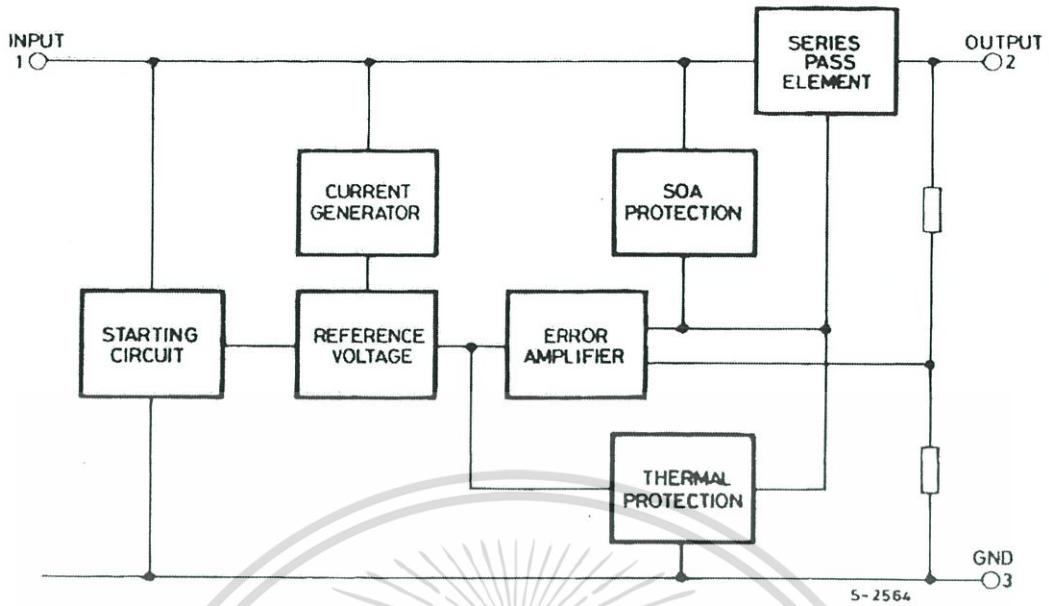 INPUT
1
SERIES
PASS
ELEMENT
OUTPUT
2
CURRENT
GENERATOR
SOA
PROTECTION
STARTING
CIRCUIT
REFERENCE
VOLTAGE
ERROR
AMPLIFIER
THERMAL
PROTECTION
GND
3
S-2564